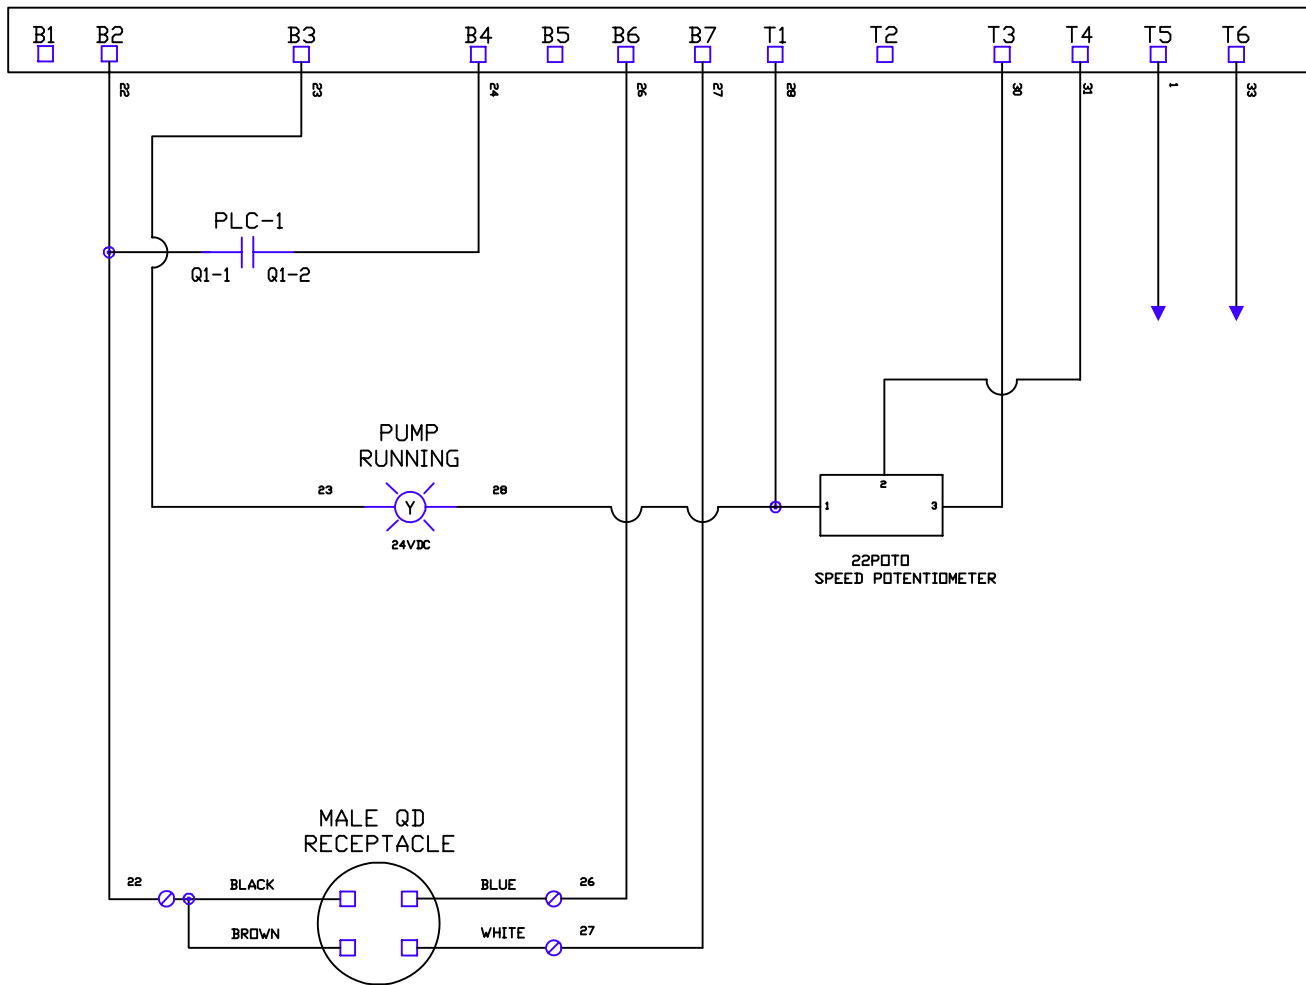 B1 B2 B3 B4 B5 B6 B7 T1 T2 T3 T4 T5 T6
22 23 24 26 27 28 30 31 1 33
PLC-1
Q1-1 Q1-2
PUMP
RUNNING
23 28
Y
24VDC
2
1 3
22POTO
SPEED POTENTIOMETER
MALE QD
RECEPTACLE
22 BLACK BLUE 26
BROWN WHITE 27